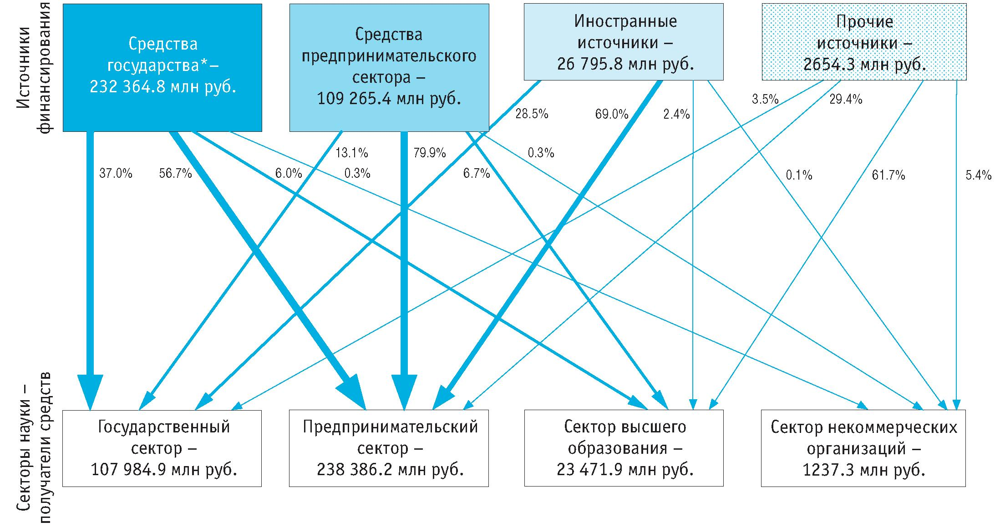 Источники
финансирования
Средства
государства*–
232 364.8 млн руб.
Средства
предпринимательского
сектора –
109 265.4 млн руб.
Иностранные
источники –
26 795.8 млн руб.
Прочие
источники –
2654.3 млн руб.
3.5%
29.4%
28.5%
69.0%
2.4%
13.1%
79.9%
0.3%
37.0%
56.7%
6.0%
0.3%
6.7%
0.1%
61.7%
5.4%
Секторы науки –
получатели средств
Государственный
сектор –
107 984.9 млн руб.
Предпринимательский
сектор –
238 386.2 млн руб.
Сектор высшего
образования –
23 471.9 млн руб.
Сектор некоммерческих
организаций –
1237.3 млн руб.